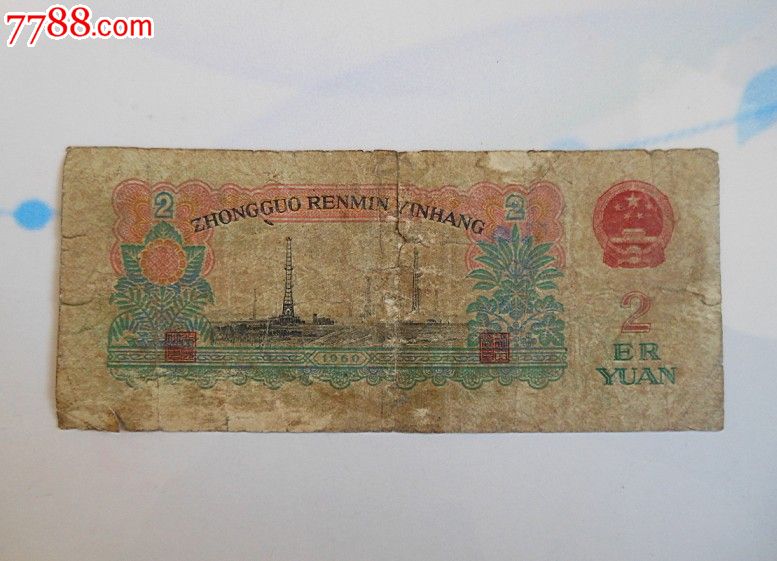 7788.com
2
2
ZHONGGUO RENMIN YINHANG
2
ER
YUAN
1960